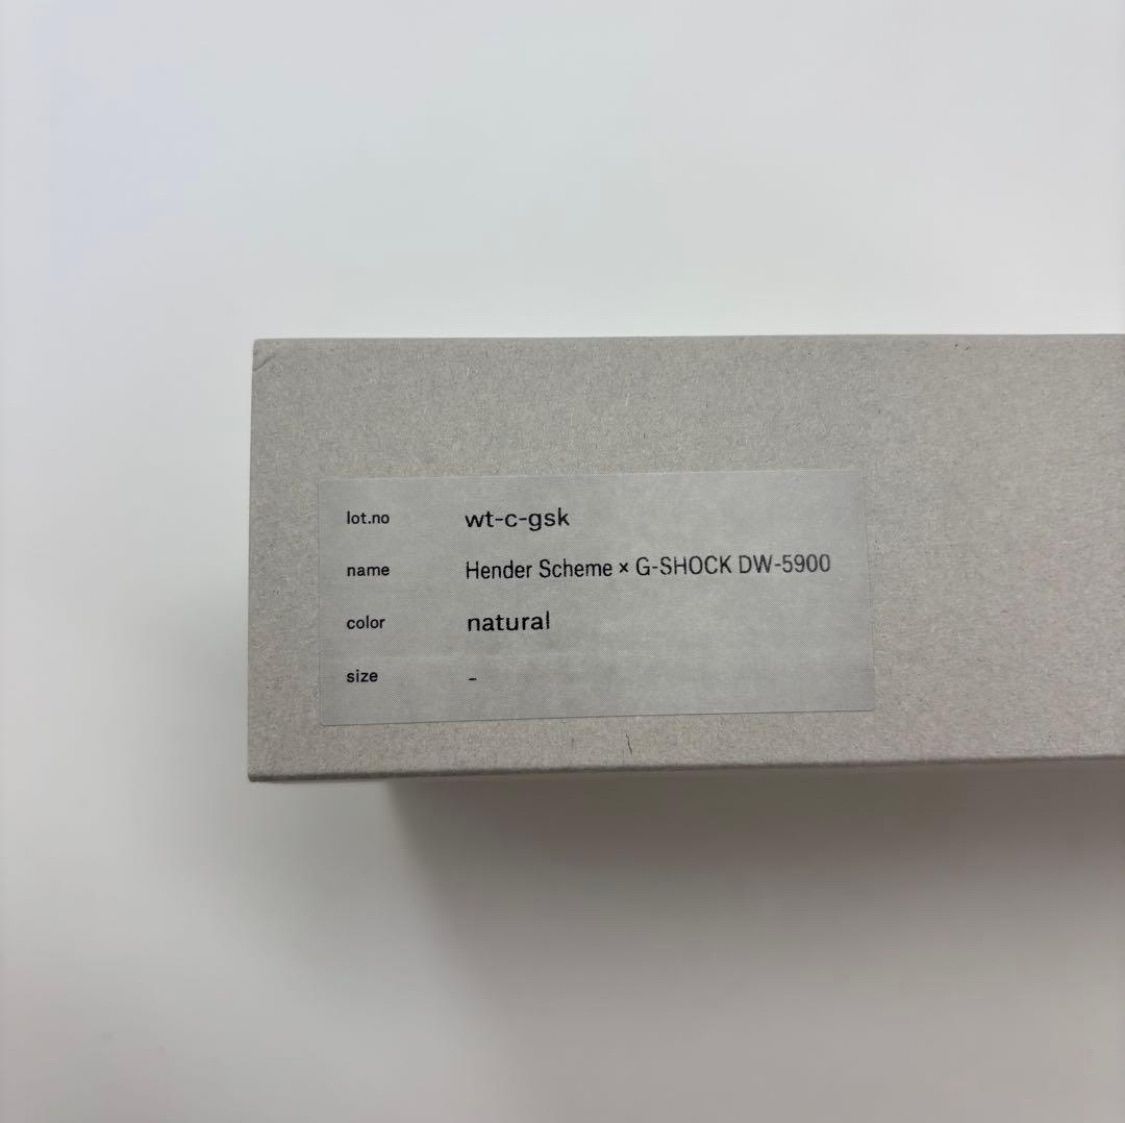 lot.no wt-c-gsk
name Hender Scheme × G-SHOCK DW-5900
color natural
size -